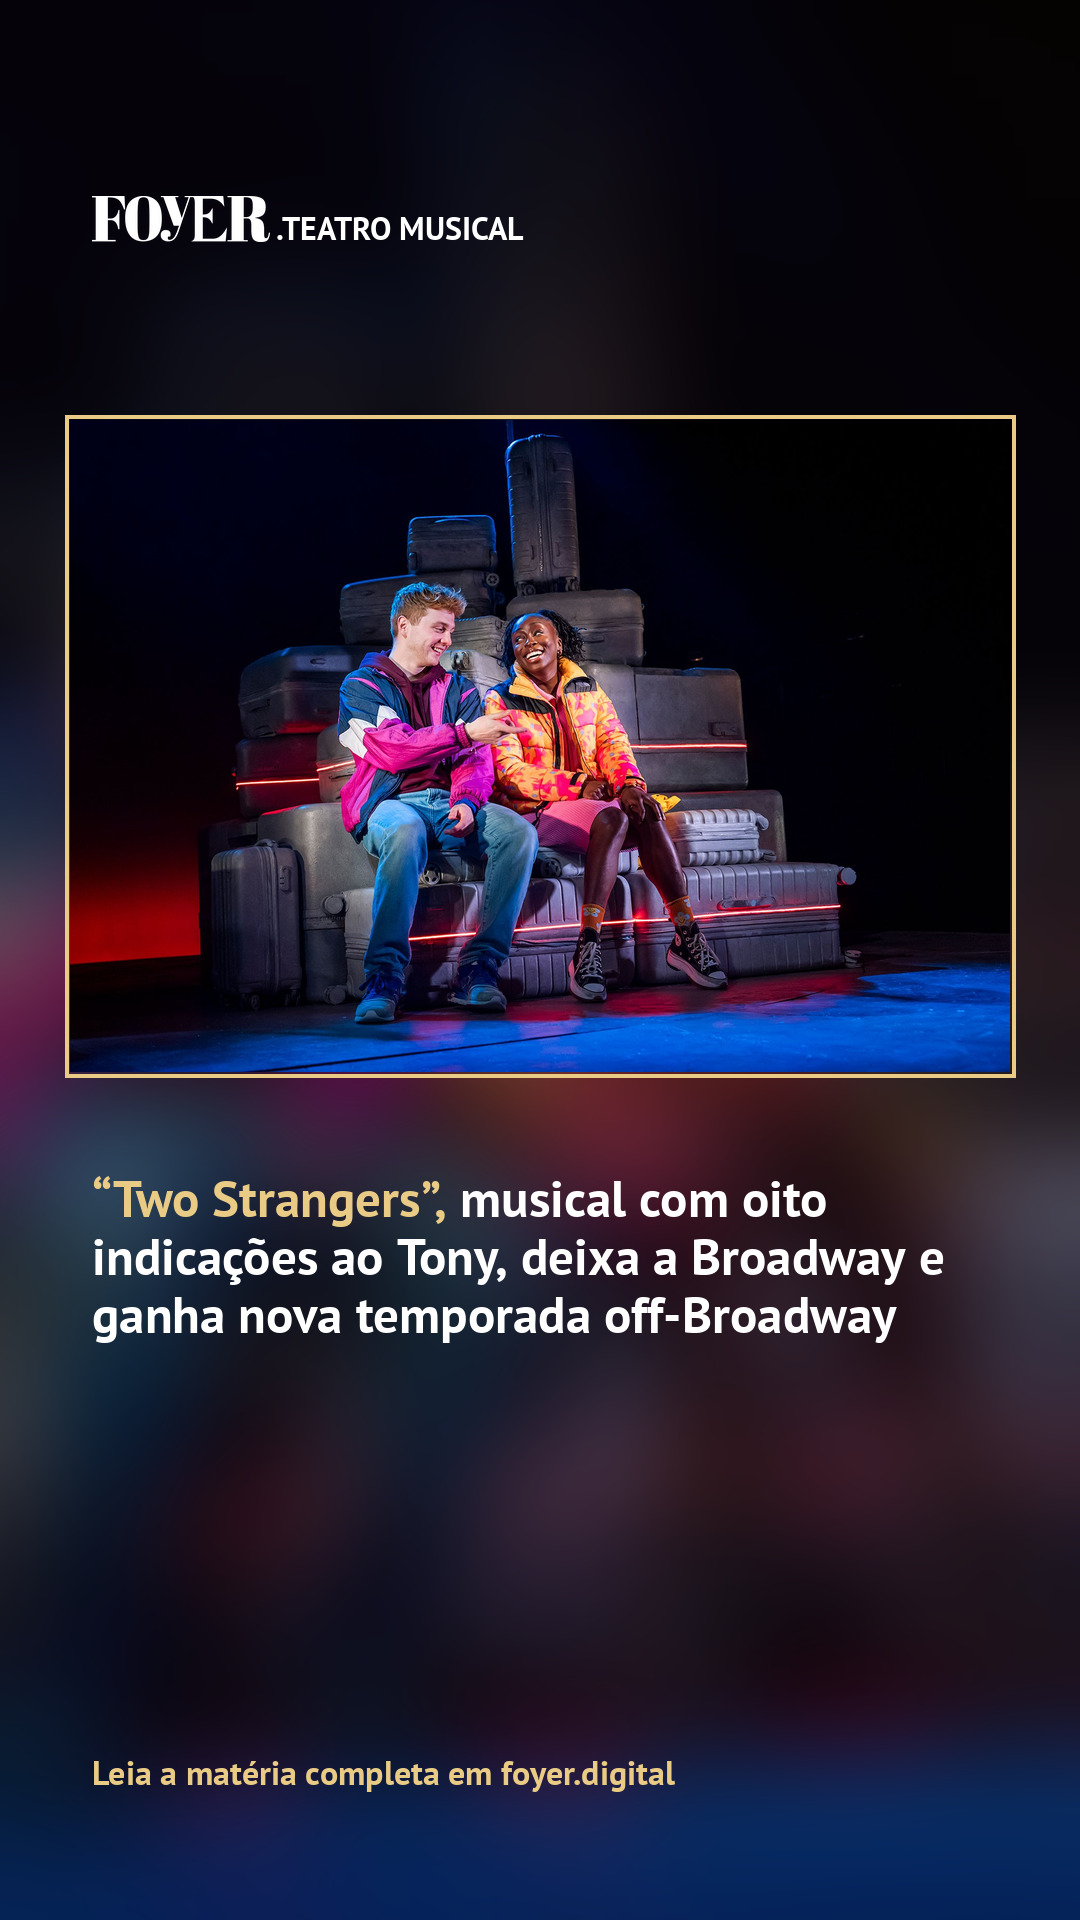 FOYER .TEATRO MUSICAL
“Two Strangers”, musical com oito
indicações ao Tony, deixa a Broadway e
ganha nova temporada off-Broadway
Leia a matéria completa em foyer.digital